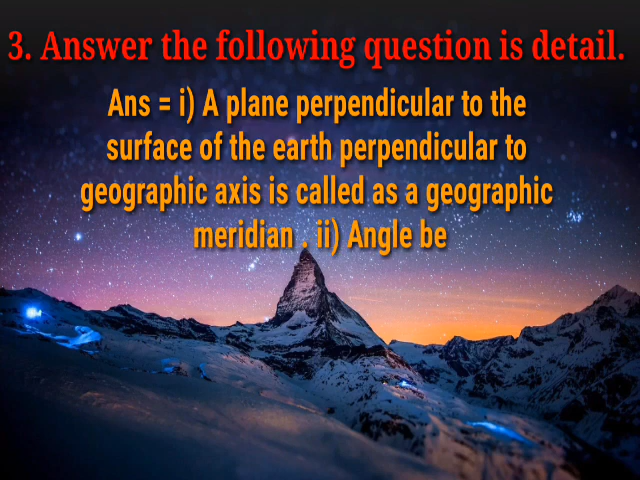 3. Answer the following question is detail.
Ans = i) A plane perpendicular to the
surface of the earth perpendicular to
geographic axis is called as a geographic
meridian . ii) Angle be